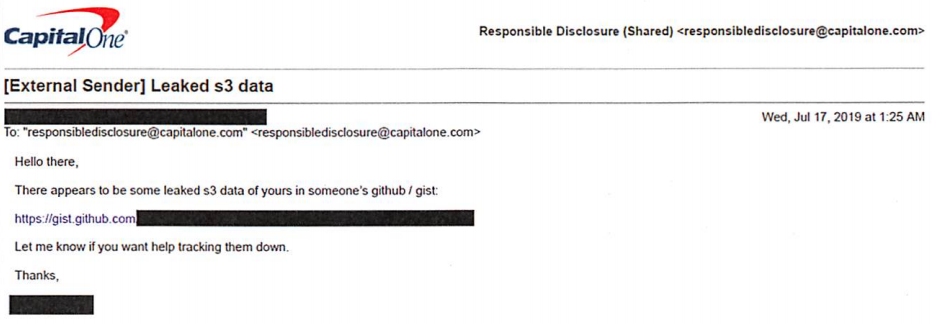 CapitalOne
Responsible Disclosure (Shared) <responsibledisclosure@capitalone.com>
[External Sender] Leaked s3 data
Wed, Jul 17, 2019 at 1:25 AM
To: "responsibledisclosure@capitalone.com" <responsibledisclosure@capitalone.com>
Hello there,
There appears to be some leaked s3 data of yours in someone's github / gist:
https://gist.github.com
Let me know if you want help tracking them down.
Thanks,